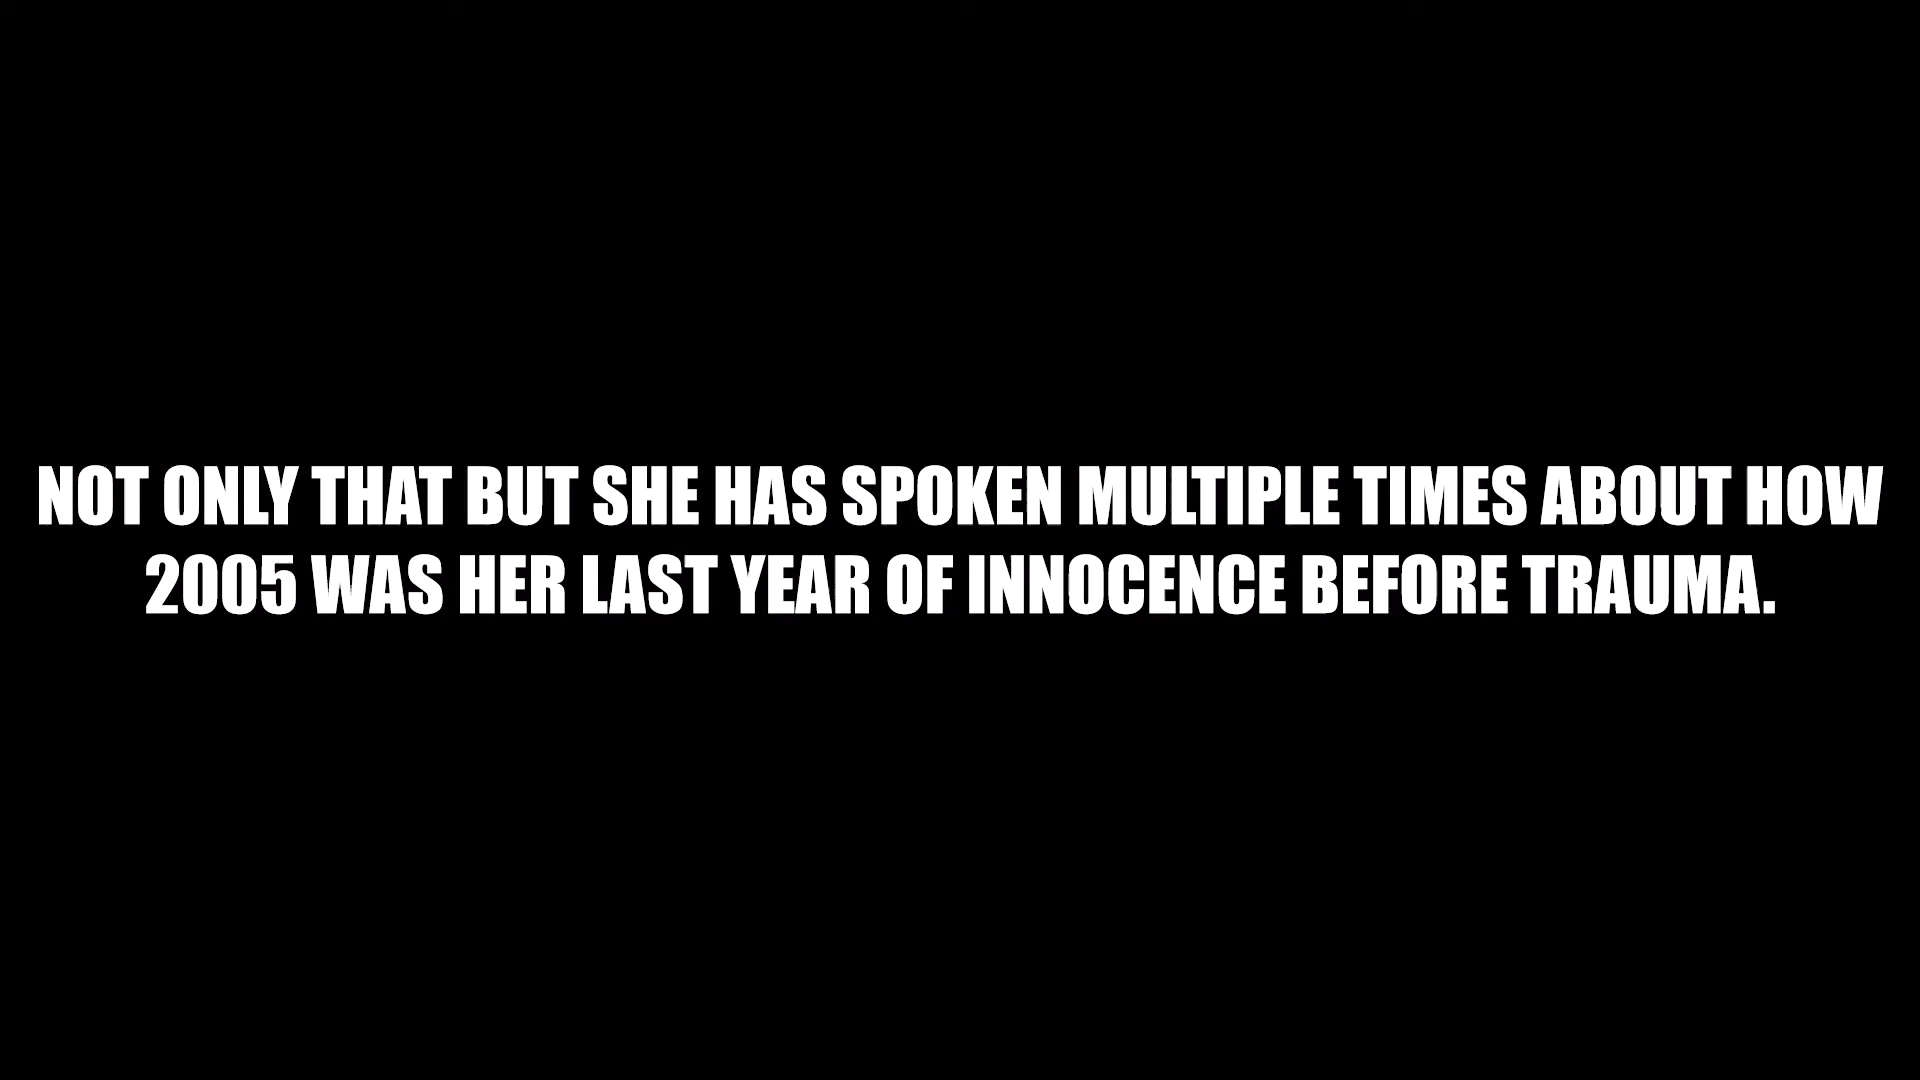 NOT ONLY THAT BUT SHE HAS SPOKEN MULTIPLE TIMES ABOUT HOW
2005 WAS HER LAST YEAR OF INNOCENCE BEFORE TRAUMA.